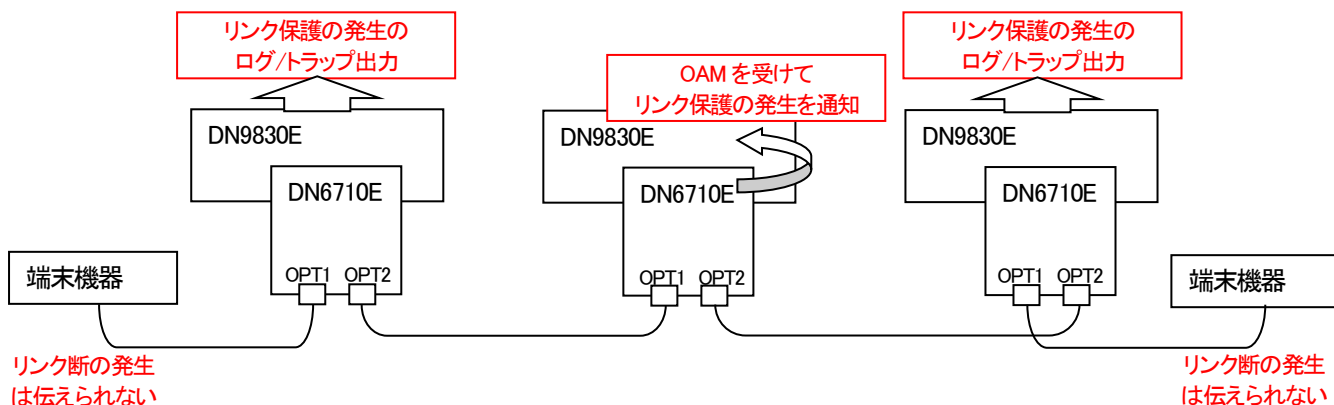 リンク保護の発生の
ログ/トラップ出力
OAMを受けて
リンク保護の発生を通知
リンク保護の発生の
ログ/トラップ出力
DN9830E
DN6710E
OPT1 OPT2
DN9830E
DN6710E
OPT1 OPT2
DN9830E
DN6710E
OPT1 OPT2
端末機器
端末機器
リンク断の発生
は伝えられない
リンク断の発生
は伝えられない